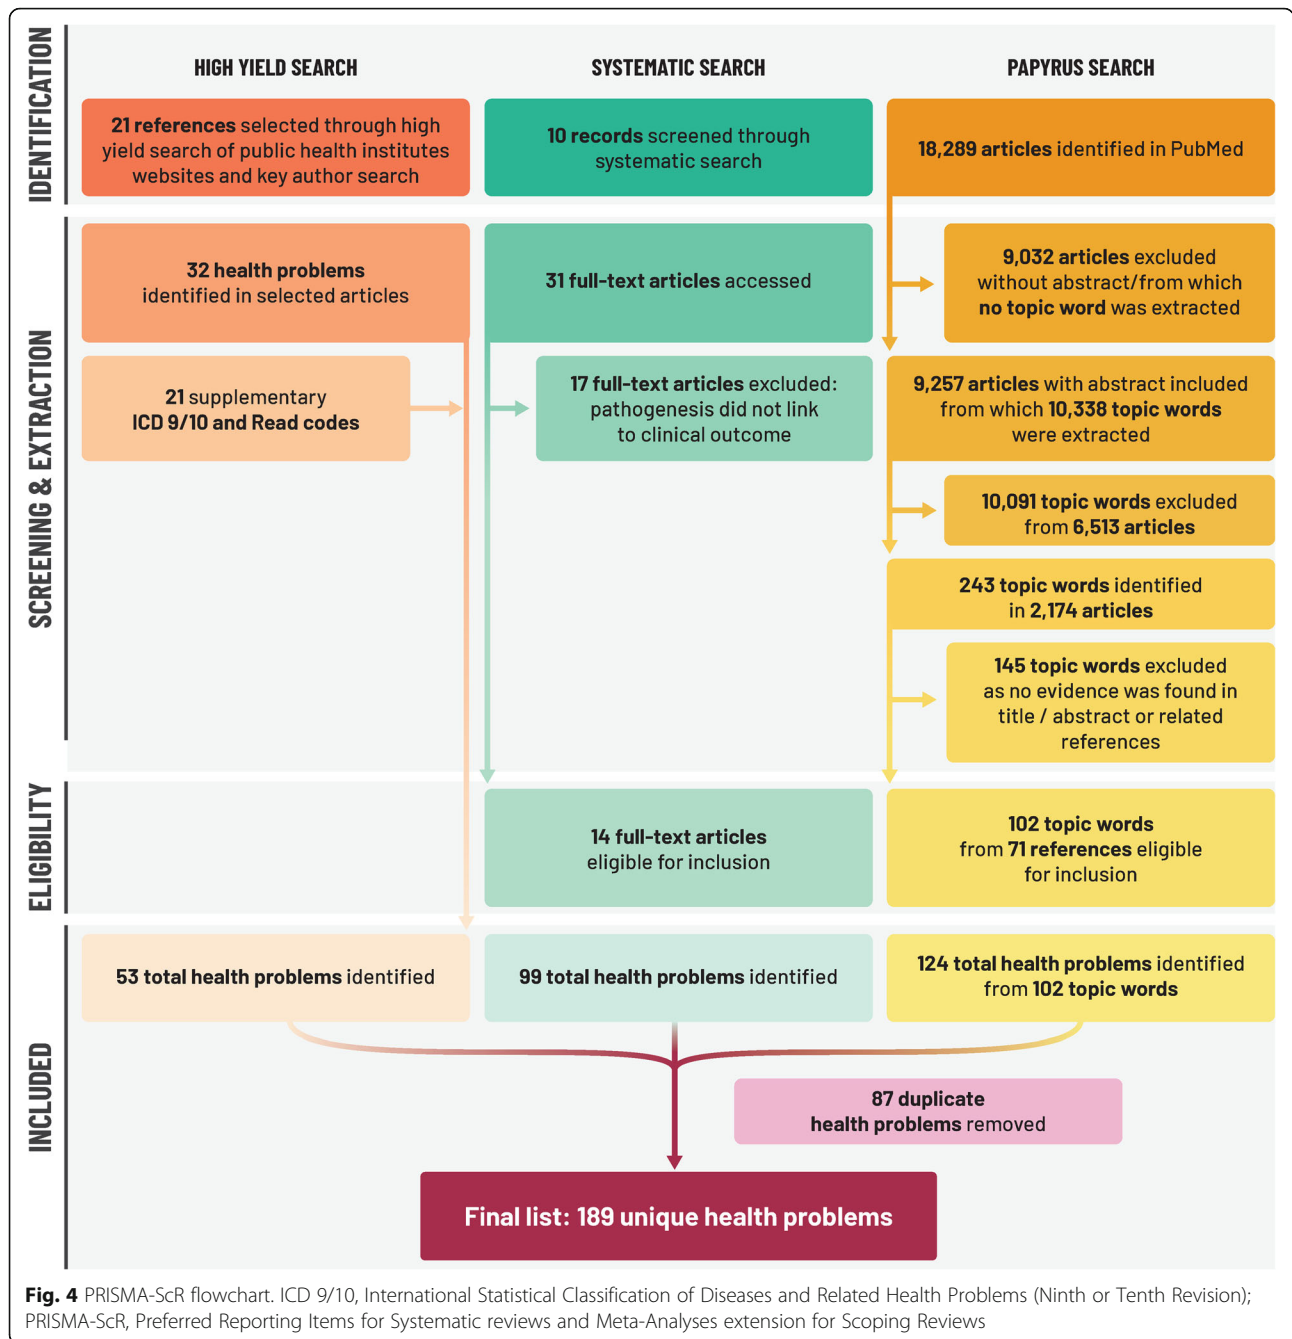 IDENTIFICATION
HIGH YIELD SEARCH
SYSTEMATIC SEARCH
PAPYRUS SEARCH
21 references selected through high
yield search of public health institutes
websites and key author search
10 records screened through
systematic search
18,289 articles identified in PubMed
SCREENING & EXTRACTION
32 health problems
identified in selected articles
31 full-text articles accessed
9,032 articles excluded
without abstract/from which
no topic word was extracted
21 supplementary
ICD 9/10 and Read codes
17 full-text articles excluded:
pathogenesis did not link
to clinical outcome
9,257 articles with abstract included
from which 10,338 topic words
were extracted
10,091 topic words excluded
from 6,513 articles
243 topic words identified
in 2,174 articles
145 topic words excluded
as no evidence was found in
title / abstract or related
references
ELIGIBILITY
14 full-text articles
eligible for inclusion
102 topic words
from 71 references eligible
for inclusion
INCLUDED
53 total health problems identified
99 total health problems identified
124 total health problems identified
from 102 topic words
87 duplicate
health problems removed
Final list: 189 unique health problems
Fig. 4 PRISMA-ScR flowchart. ICD 9/10, International Statistical Classification of Diseases and Related Health Problems (Ninth or Tenth Revision);
PRISMA-ScR, Preferred Reporting Items for Systematic reviews and Meta-Analyses extension for Scoping Reviews